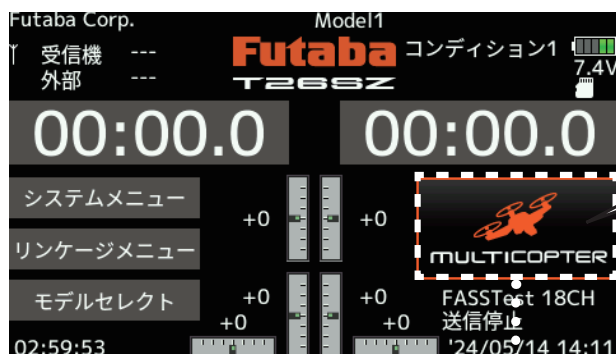 Futaba Corp.
Model1
受信機 ---
外部 ---
Futaba
T26SZ
コンディション1
7.4V
00:00.0
00:00.0
システムメニュー
リンケージメニュー
モデルセレクト
+0
+0
+0
+0
+0
+0
MULTICOPTER
FASSTest 18CH
送信停止
02:59:53
'24/05/14 14:11